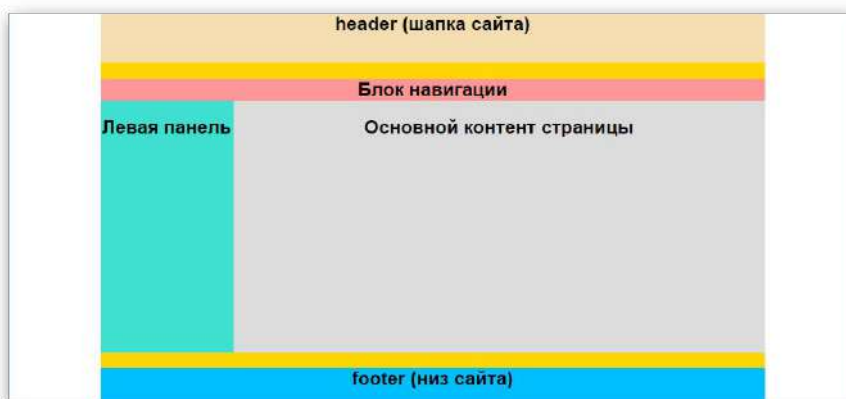 header (шапка сайта)
Блок навигации
Левая панель
Основной контент страницы
footer (низ сайта)